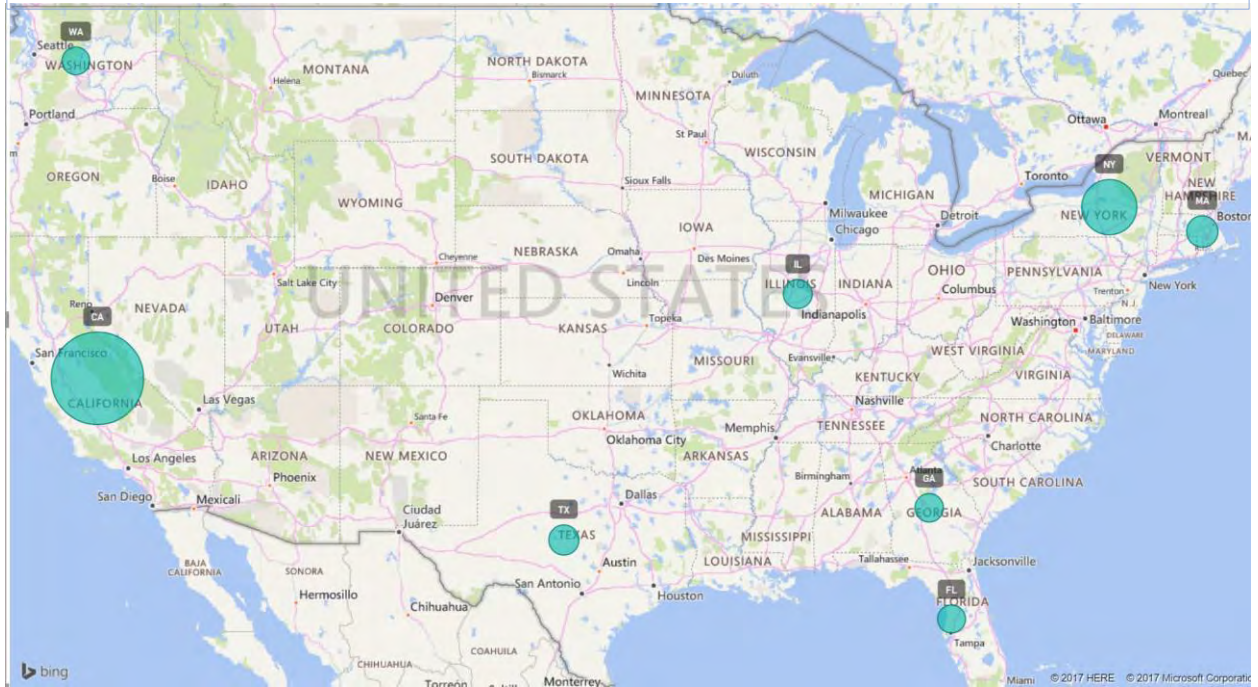 WA
Seattle
WASHINGTON
MONTANA
Helena
NORTH DAKOTA
Bismarck
Duluth
MINNESOTA
Quebec
Portland
Ottawa
Montreal
St Paul
WISCONSIN
VERMONT
NY
SOUTH DAKOTA
OREGON
Boise
IDAHO
Toronto
NEW
HAMPSHIRE
MA
Sioux Falls
WYOMING
MICHIGAN
Milwaukee
Detroit
NEW YORK
Boston
IOWA
Chicago
NEBRASKA
Omaha
Des Moines
Cheyenne
IL
OHIO
PENNSYLVANIA
Salt Lake City
Lincoln
ILLINOIS
INDIANA
Columbus
New York
Trenton
N.J.
UNITED STATES
Reno
NEVADA
Denver
CA
Indianapolis
Topeka
Washington
Baltimore
UTAH
COLORADO
KANSAS
DELAWARE
San Francisco
MISSOURI
Evansville
WEST VIRGINIA
MARYLAND
Wichita
KENTUCKY
VIRGINIA
CALIFORNIA
Las Vegas
Nashville
Santa Fe
OKLAHOMA
NORTH CAROLINA
TENNESSEE
Oklahoma City
Memphis
Charlotte
Los Angeles
ARIZONA
NEW MEXICO
ARKANSAS
Atlanta
Phoenix
Birmingham
GA
SOUTH CAROLINA
San Diego
Mexicali
Dallas
Ciudad
Juárez
TX
ALABAMA
GEORGIA
TEXAS
MISSISSIPPI
BAJA
CALIFORNIA
SONORA
Austin
LOUISIANA
Tallahassee
Jacksonville
San Antonio
Houston
FL
Hermosillo
Chihuahua
FLORIDA
Tampa
COAHUILA
CHIHUAHUA
bing
Torreón
Monterrey
Miami
© 2017 HERE © 2017 Microsoft Corporatio